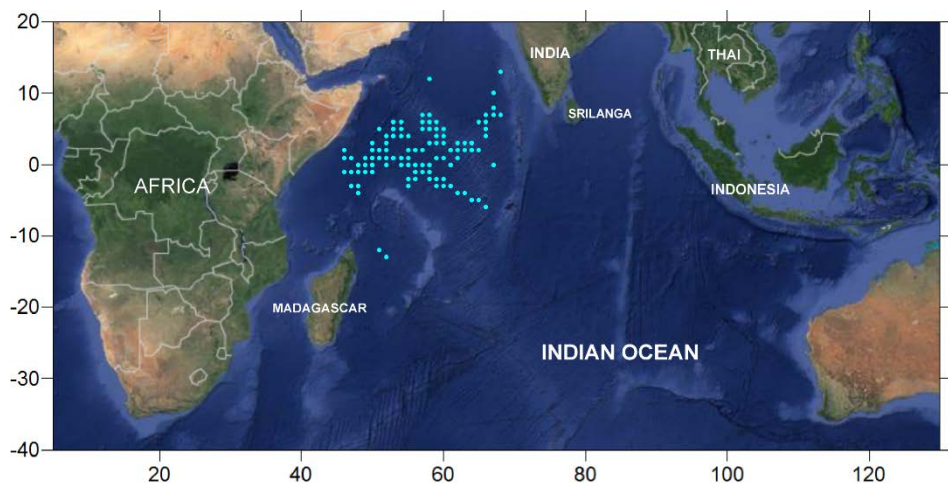 20
INDIA
THAI
10
SRILANGA
0
AFRICA
INDONESIA
-10
-20
MADAGASCAR
INDIAN OCEAN
-30
-40
20 40 60 80 100 120